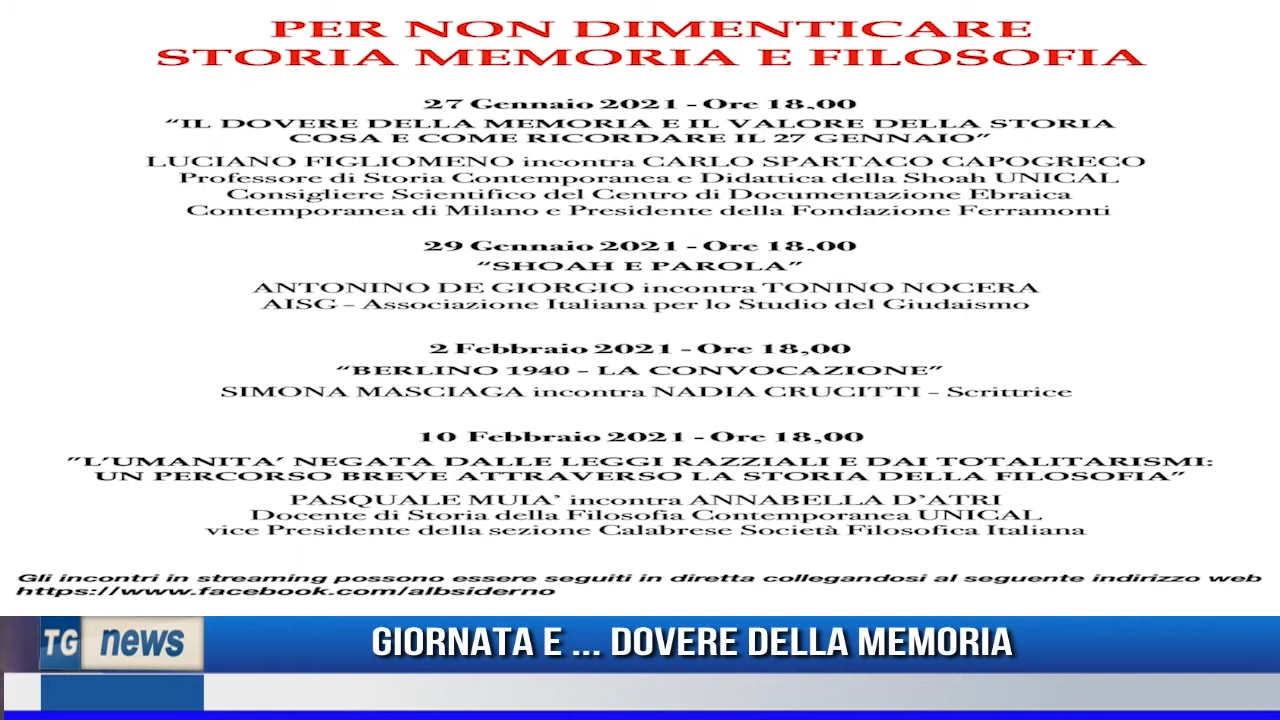 PER NON DIMENTICARE
STORIA MEMORIA E FILOSOFIA
27 Gennaio 2021 - Ore 18,00
“IL DOVERE DELLA MEMORIA E IL VALORE DELLA STORIA
COSA E COME RICORDARE IL 27 GENNAIO”
LUCIANO FIGLIOMENO incontra CARLO SPARTACO CAPOGRECO
Professore di Storia Contemporanea e Didattica della Shoah UNICAL
Consigliere Scientifico del Centro di Documentazione Ebraica
Contemporanea di Milano e Presidente della Fondazione Ferramonti
29 Gennaio 2021 - Ore 18,00
“SHOAH E PAROLA”
ANTONINO DE GIORGIO incontra TONINO NOCERA
AISG – Associazione Italiana per lo Studio del Giudaismo
2 Febbraio 2021 - Ore 18,00
“BERLINO 1940 – LA CONVOCAZIONE”
SIMONA MASCIAGA incontra NADIA CRUCITTI – Scrittrice
10 Febbraio 2021 - Ore 18,00
”L’UMANITA’ NEGATA DALLE LEGGI RAZZIALI E DAI TOTALITARISMI:
UN PERCORSO BREVE ATTRAVERSO LA STORIA DELLA FILOSOFIA”
PASQUALE MUIA’ incontra ANNABELLA D’ATRI
Docente di Storia della Filosofia Contemporanea UNICAL
vice Presidente della sezione Calabrese Società Filosofica Italiana
Gli incontri in streaming possono essere seguiti in diretta collegandosi al seguente indirizzo web
https://www.facebook.com/albsiderno
TG news GIORNATA E ... DOVERE DELLA MEMORIA